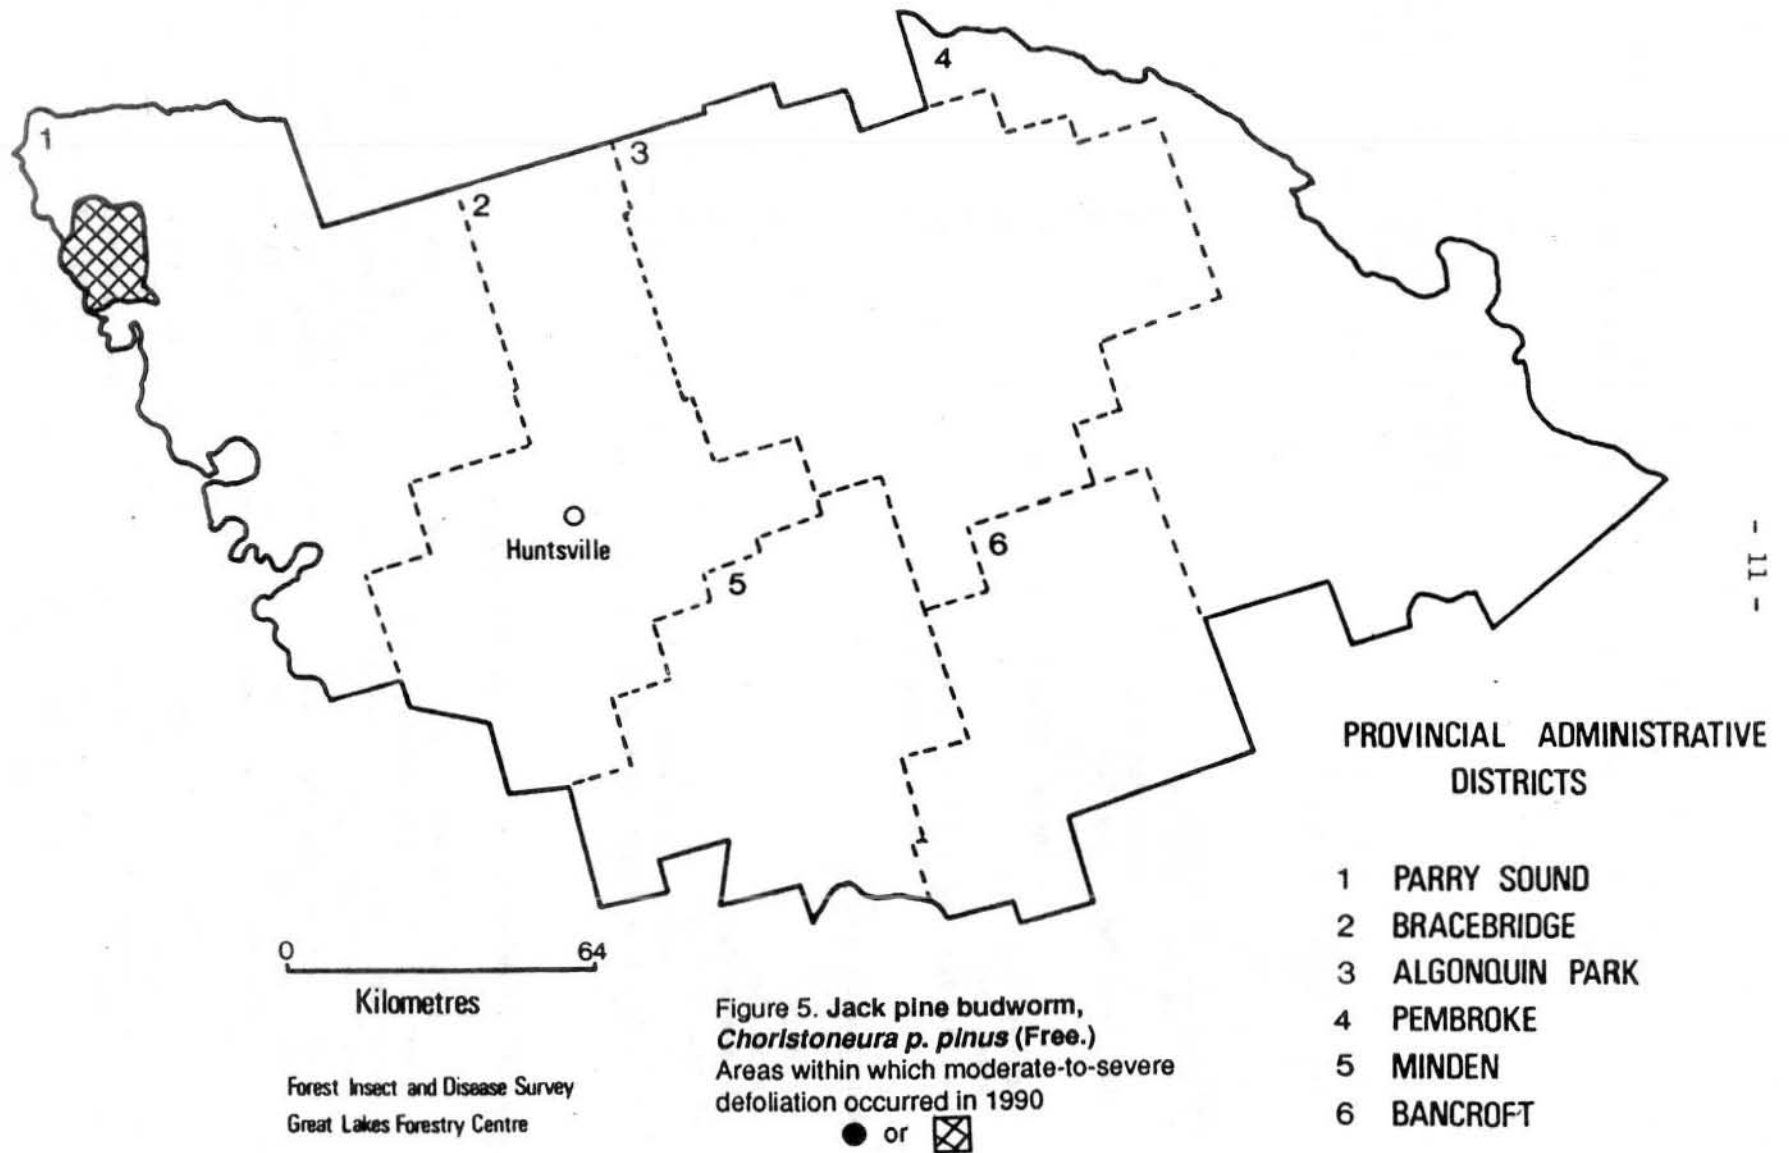 4
1
3
2
Huntsville
6
5
- 11 -
PROVINCIAL ADMINISTRATIVE
DISTRICTS
1 PARRY SOUND
2 BRACEBRIDGE
3 ALGONQUIN PARK
4 PEMBROKE
5 MINDEN
6 BANCROFT
0 64
Kilometres
Figure 5. Jack pine budworm,
Choristoneura p. pinus (Free.)
Areas within which moderate-to-severe
defoliation occurred in 1990
or
Forest Insect and Disease Survey
Great Lakes Forestry Centre